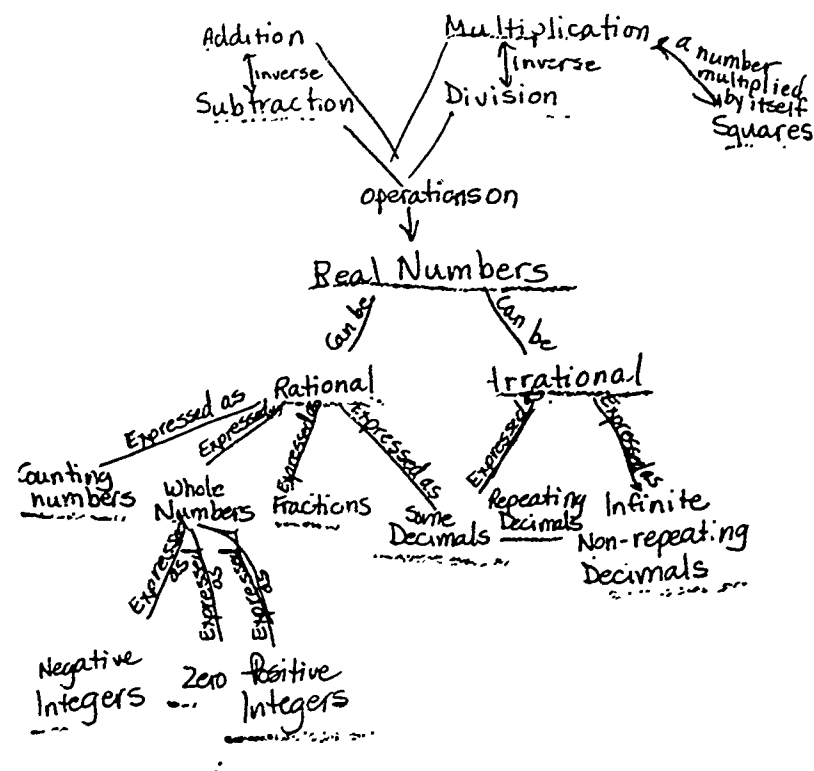 Addition
inverse
Subtraction
Multiplication
inverse
Division
a number
multiplied
by itself
Squares
operations on
Real Numbers
Can be
Can be
Rational
Irrational
Expressed as
Expressed
Expressed as
Expressed as
Expressed
Expressed as
Counting
numbers
Whole
Numbers
Fractions
Some
Decimals
Repeating
Decimals
Infinite
Non-repeating
Decimals
Expressed
as
Expressed
as
Expressed
as
Negative
Integers
Zero
Positive
Integers